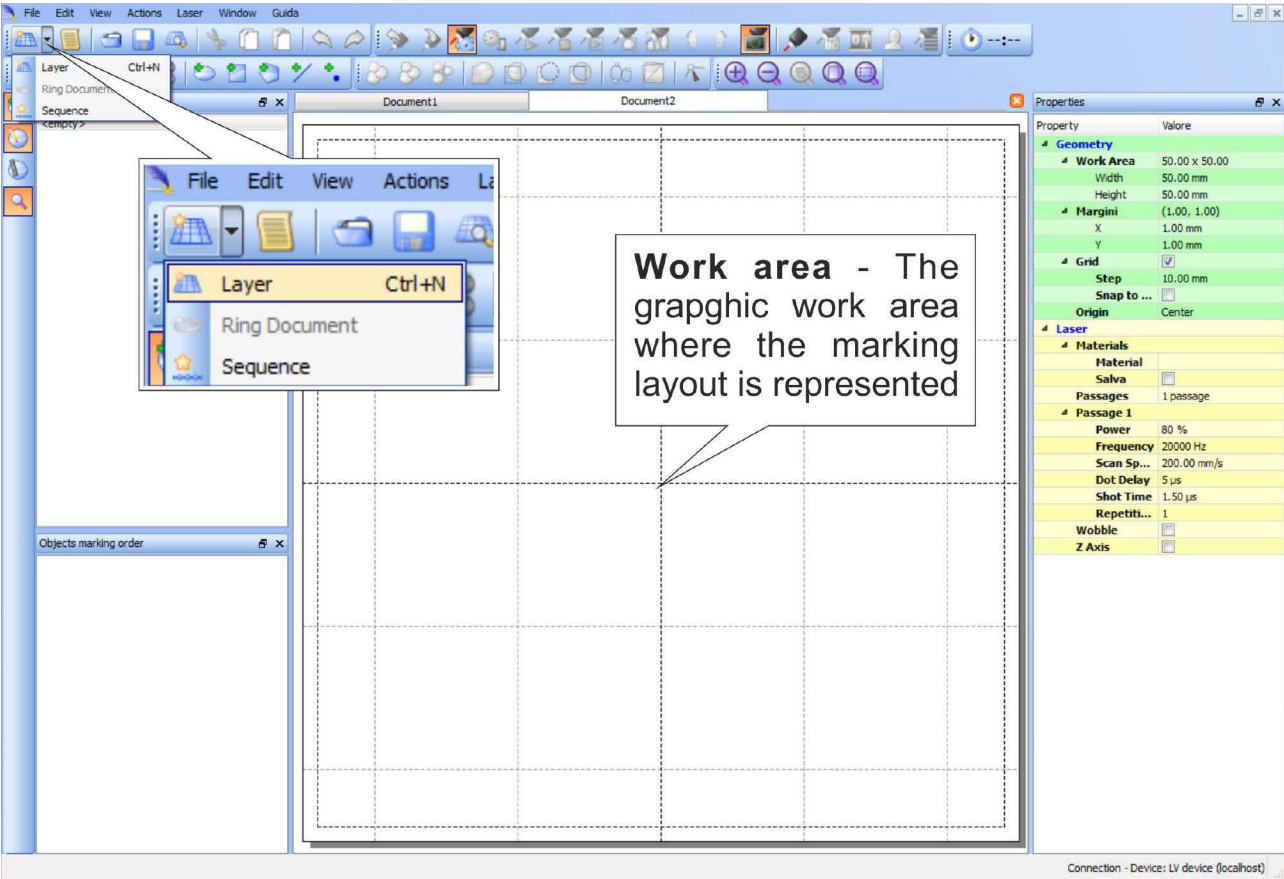 File Edit View Actions Laser Window Guida
--:--
Layer Ctrl+N
Ring Document
Sequence
<empty>
Document1 Document2
File Edit View Actions La
Layer Ctrl+N
Ring Document
Sequence
Work area - The
grapghic work area
where the marking
layout is represented
Objects marking order
Properties
Property Valore
Geometry
Work Area 50.00 x 50.00
Width 50.00 mm
Height 50.00 mm
Margini (1.00, 1.00)
X 1.00 mm
Y 1.00 mm
Grid
Step 10.00 mm
Snap to ...
Origin Center
Laser
Materials
Material
Salva
Passages 1 passage
Passage 1
Power 80 %
Frequency 20000 Hz
Scan Sp... 200.00 mm/s
Dot Delay 5 µs
Shot Time 1.50 µs
Repetiti... 1
Wobble
Z Axis
Connection - Device: LV device (localhost)